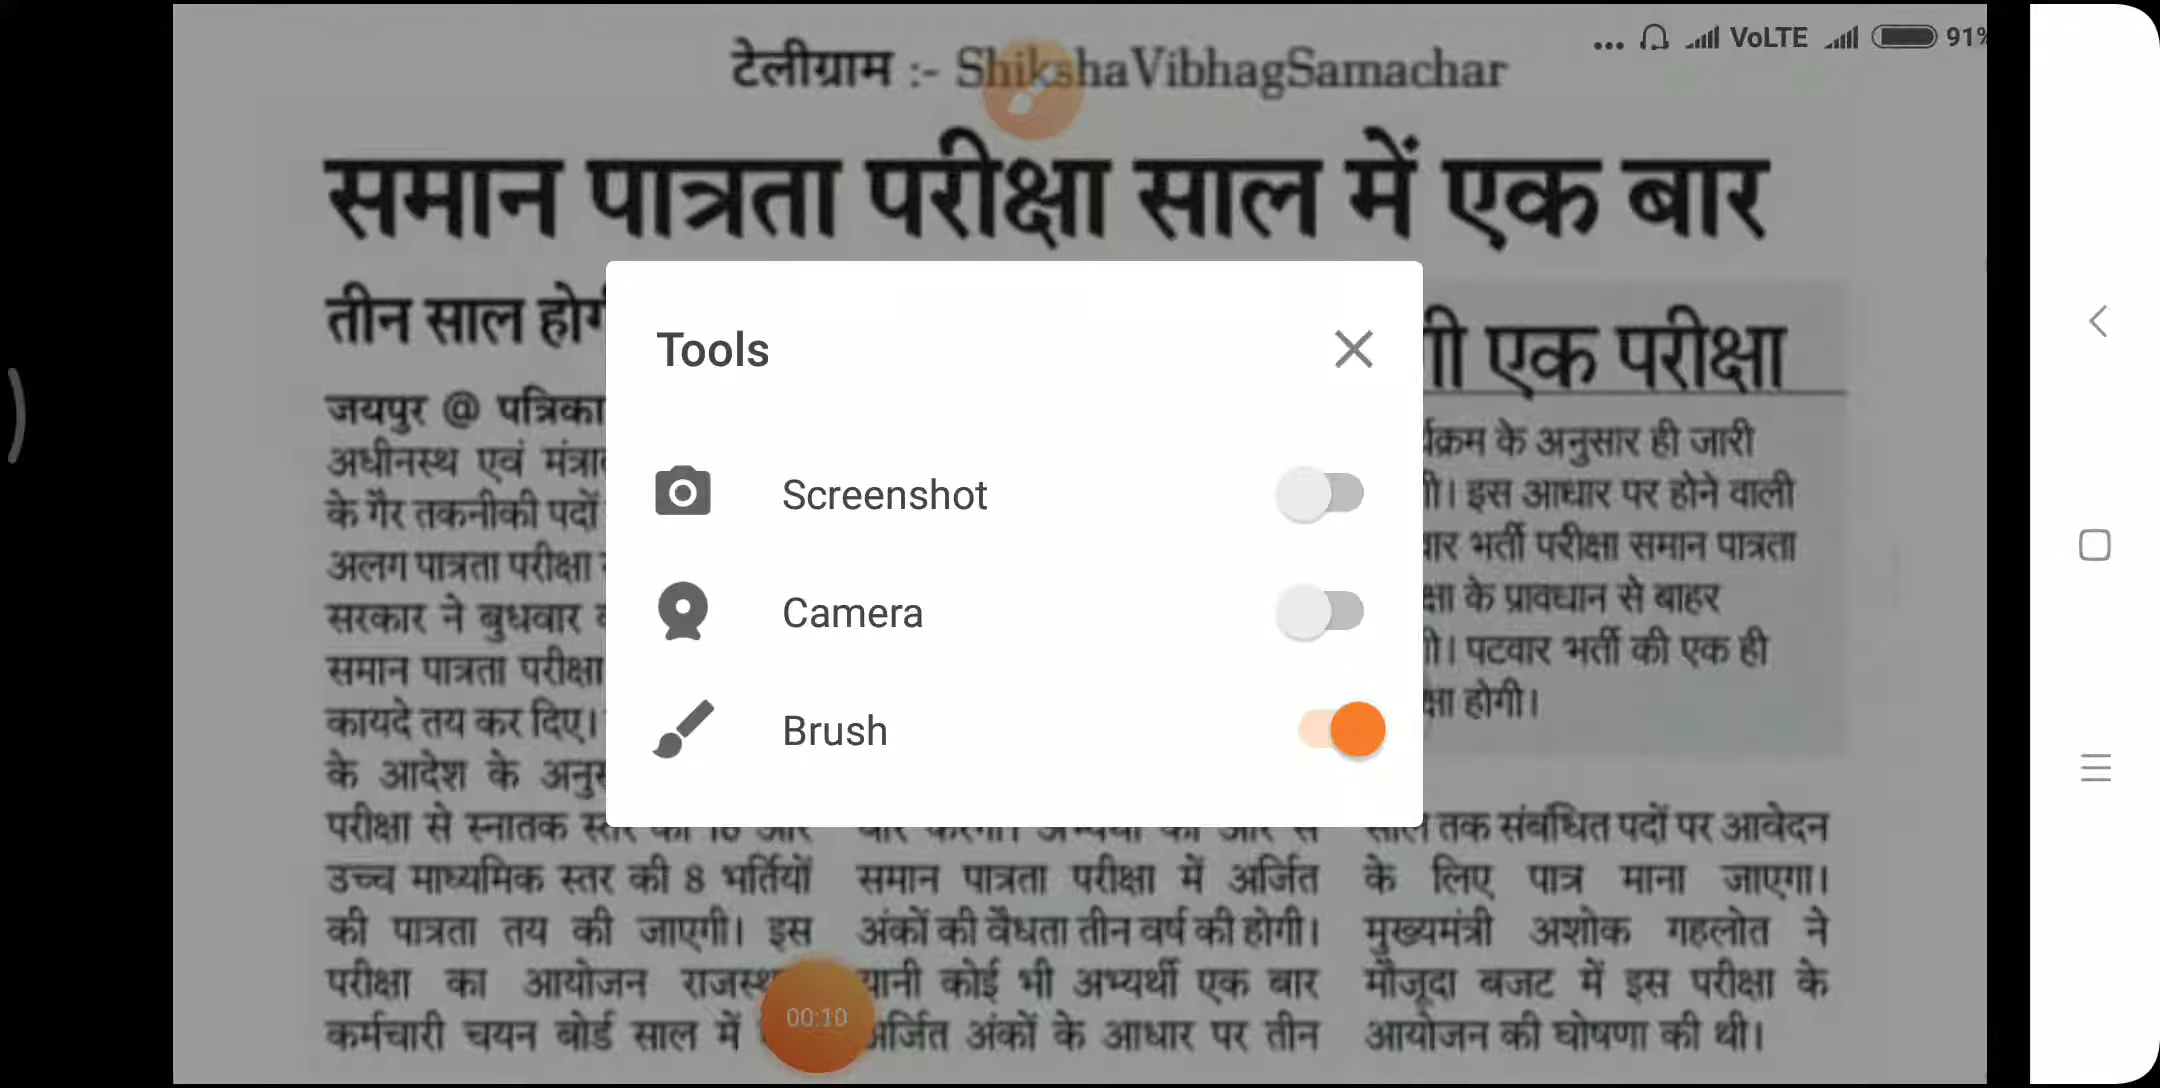 ... VoLTE 91%
टेलीग्राम :- ShikshaVibhagSamachar
समान पात्रता परीक्षा साल में एक बार
तीन साल
एक परीक्षा
जयपुर @ पत्रिका
अधीनस्थ एवं
के गैर तकनीकी पदों
अलग पात्रता परीक्षा
सरकार ने बुधवार
समान पात्रता परीक्षा
कायदे तय कर दिए।
के आदेश के
परीक्षा से स्नातक स्तर की
उच्च माध्यमिक स्तर की 8 भर्तियों
की पात्रता तय की जाएगी। इस
परीक्षा का आयोजन
कर्मचारी चयन बोर्ड साल में
Tools
Screenshot
Camera
Brush
के अनुसार ही जारी
इस आधार पर होने वाली
भर्ती परीक्षा समान पात्रता
के प्रावधान से बाहर
पटवार भर्ती की एक ही
होगी।
समान पात्रता परीक्षा में अर्जित
अंकों की वैधता तीन वर्ष की होगी।
यानी कोई भी अभ्यर्थी एक बार
अर्जित अंकों के आधार पर तीन
साल तक संबंधित पदों पर आवेदन
के लिए पात्र माना जाएगा।
मुख्यमंत्री अशोक गहलोत ने
मौजूदा बजट में इस परीक्षा के
आयोजन की घोषणा की थी।
00:10